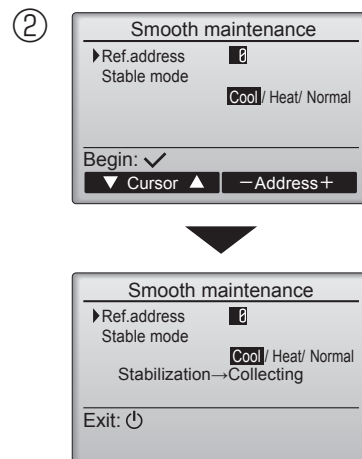 ②
Smooth maintenance
Ref.address 0
Stable mode
Cool / Heat/ Normal
Begin: ✓
▼ Cursor ▲ −Address+
Smooth maintenance
Ref.address 0
Stable mode
Cool / Heat/ Normal
Stabilization→Collecting
Exit: ⏻